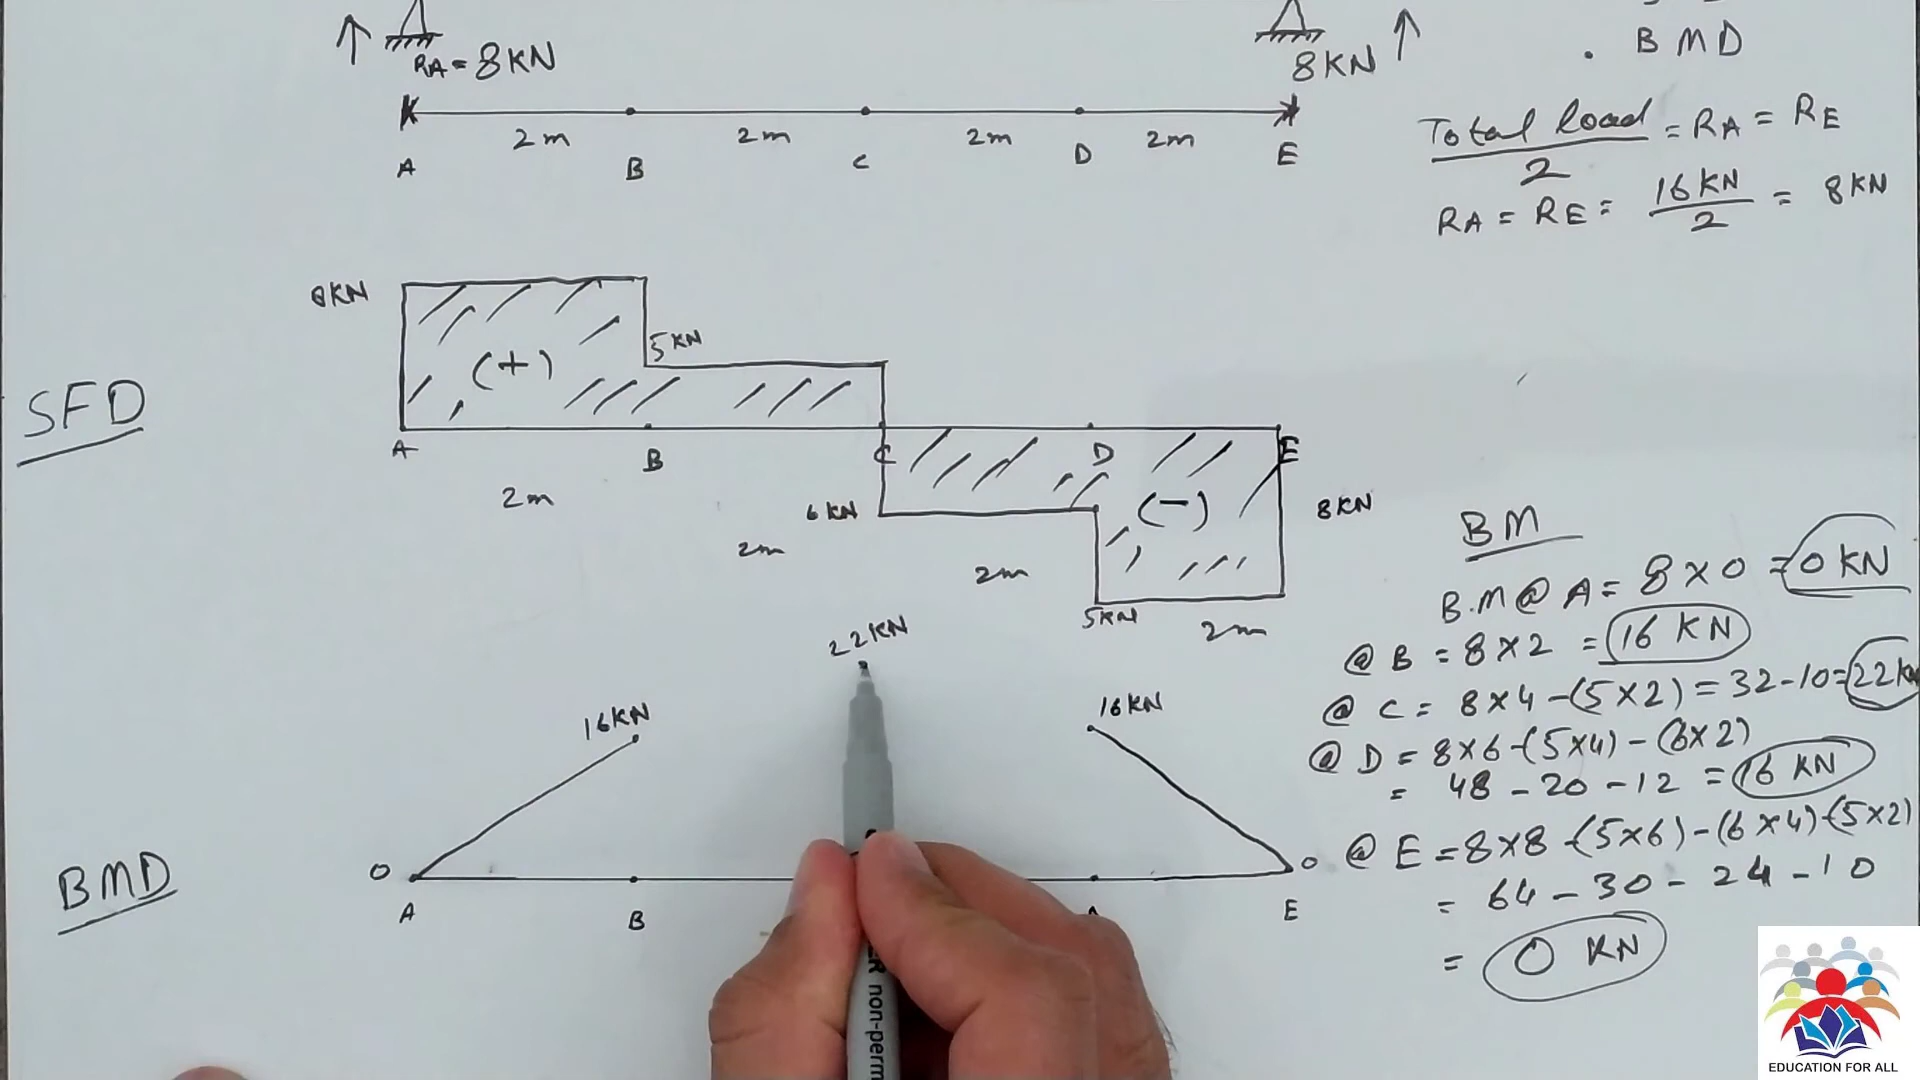 RA = 8KN
8KN
. BMD
2m 2m 2m 2m
A B C D E
Total load = RA = RE
2
RA = RE = 16KN = 8KN
2
8KN
5KN
(+)
SFD
A B C D E
2m
6KN
(-)
8KN
2m
2m
5KN
2m
BM
B.M@ A = 8×0 = 0 KN
@ B = 8×2 = 16 KN
@ C = 8×4-(5×2) = 32-10=22KN
@ D = 8×6-(5×4)-(6×2)
= 48-20-12 = 16 KN
@ E = 8×8-(5×6)-(6×4)-(5×2)
= 64-30-24-10
= 0 KN
22KN
16KN
16KN
BMD
0
0
A B E
ER non-perm
EDUCATION FOR ALL